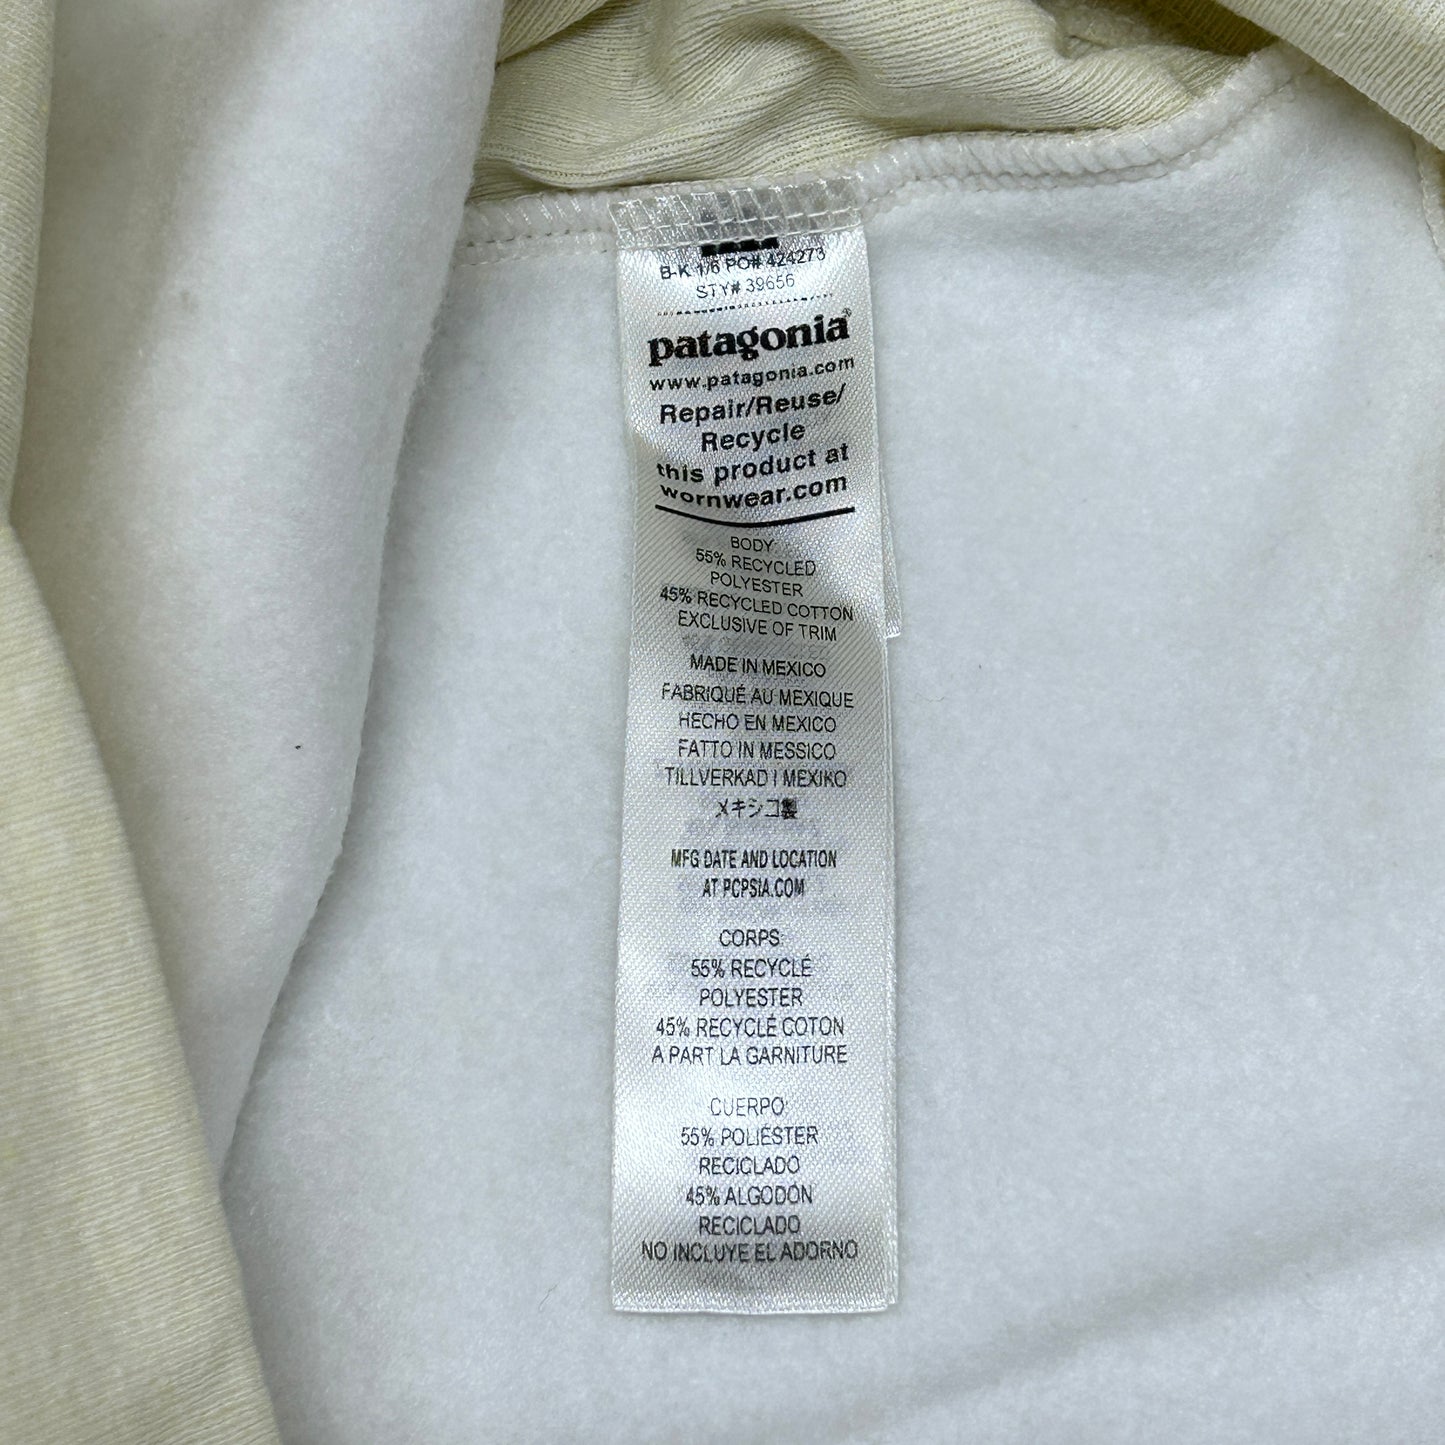 B-K 1/6 PO# 424273
STY# 39656
patagonia®
www.patagonia.com
Repair/Reuse/
Recycle
this product at
wornwear.com
BODY:
55% RECYCLED
POLYESTER
45% RECYCLED COTTON
EXCLUSIVE OF TRIM
MADE IN MEXICO
FABRIQUÉ AU MEXIQUE
HECHO EN MEXICO
FATTO IN MESSICO
TILLVERKAD I MEXIKO
メキシコ製
MFG DATE AND LOCATION
AT PCPSIA.COM
CORPS:
55% RECYCLÉ
POLYESTER
45% RECYCLÉ COTON
A PART LA GARNITURE
CUERPO:
55% POLIÉSTER
RECICLADO
45% ALGODÓN
RECICLADO
NO INCLUYE EL ADORNO